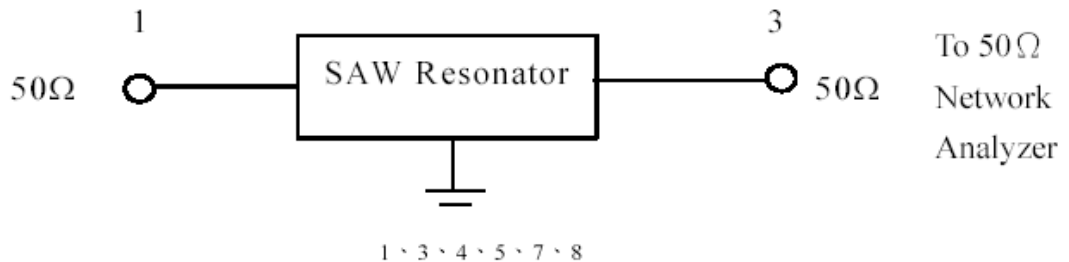 1
3
50Ω
SAW Resonator
50Ω
To 50Ω
Network
Analyzer
1、3、4、5、7、8